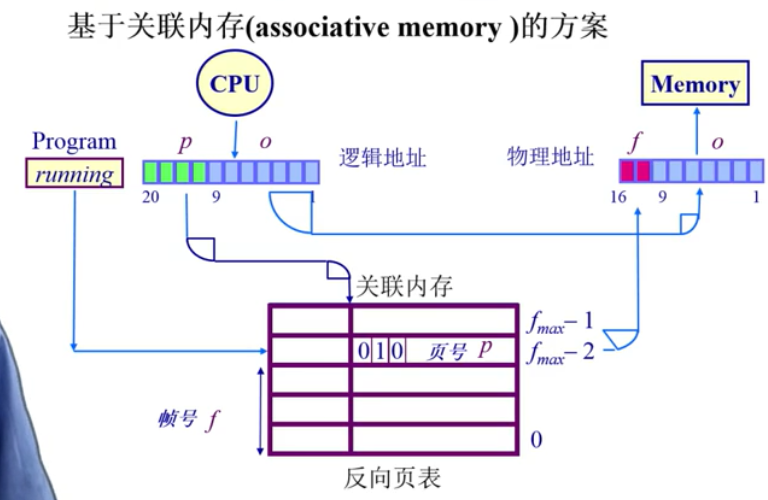 基于关联内存(associative memory )的方案
CPU
Memory
Program
p
o
逻辑地址
物理地址
f
o
running
20
9
1
16
9
1
关联内存
fmax– 1
0 1 0 页号 p
fmax– 2
帧号 f
0
反向页表